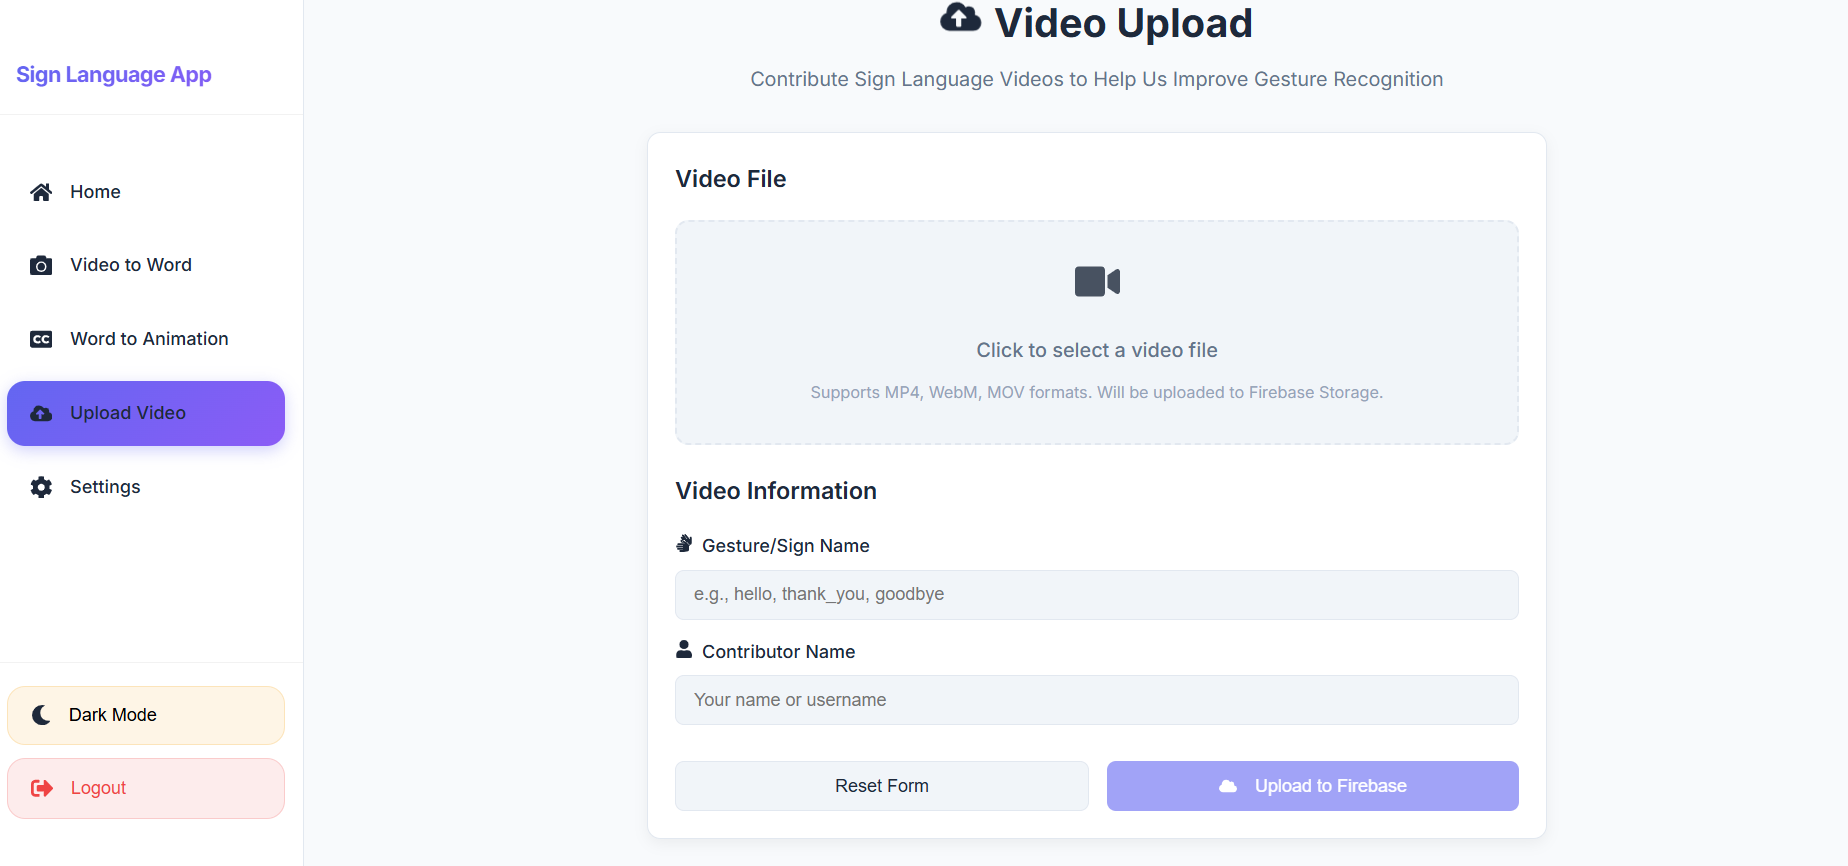 Sign Language App
Home
Video to Word
CC Word to Animation
Upload Video
Settings
Dark Mode
Logout
Video Upload
Contribute Sign Language Videos to Help Us Improve Gesture Recognition
Video File
Click to select a video file
Supports MP4, WebM, MOV formats. Will be uploaded to Firebase Storage.
Video Information
Gesture/Sign Name
e.g., hello, thank_you, goodbye
Contributor Name
Your name or username
Reset Form
Upload to Firebase